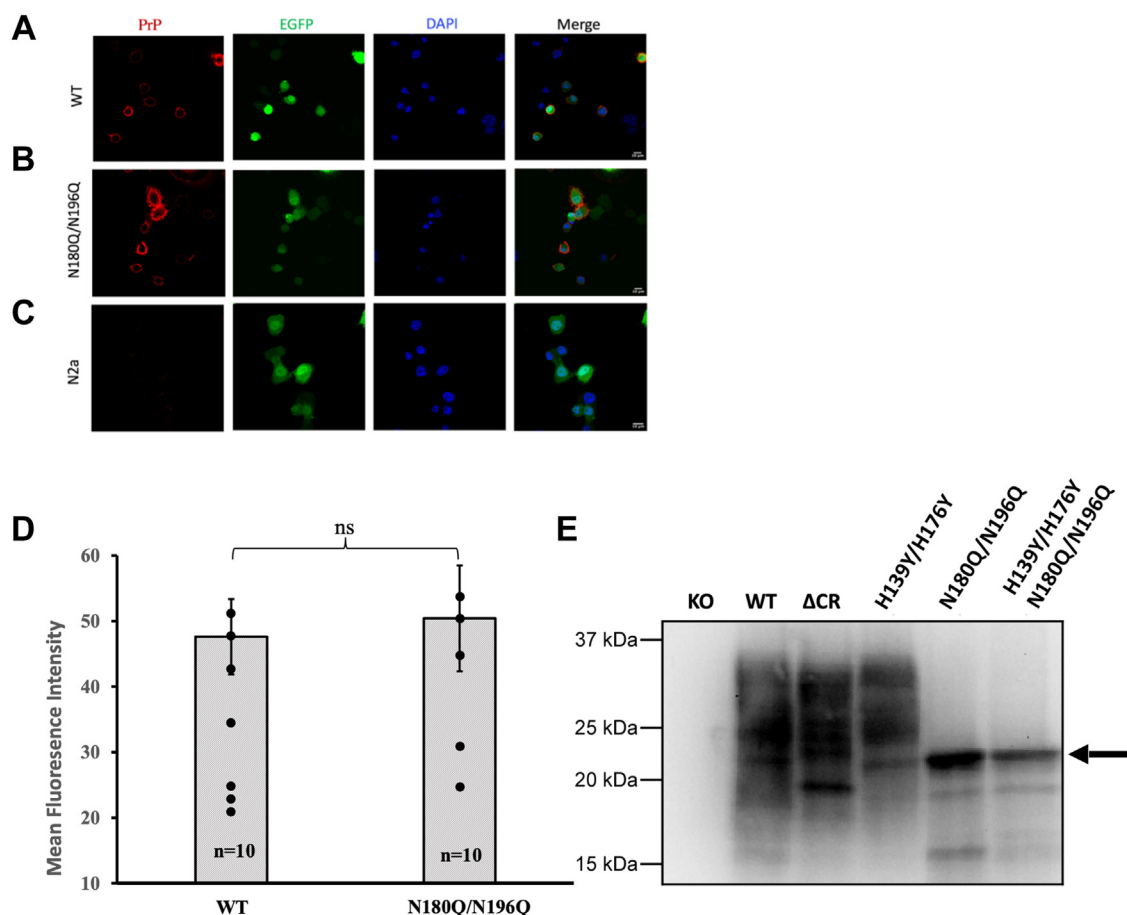 A
PrP
EGFP
DAPI
Merge
WT
B
N180Q/N196Q
C
N2a
D
ns
60
50
40
30
20
10
Mean Fluoresence Intensity
n=10
n=10
WT
N180Q/N196Q
E
KO
WT
ΔCR
H139Y/H176Y
N180Q/N196Q
H139Y/H176Y
N180Q/N196Q
37 kDa
25 kDa
20 kDa
15 kDa